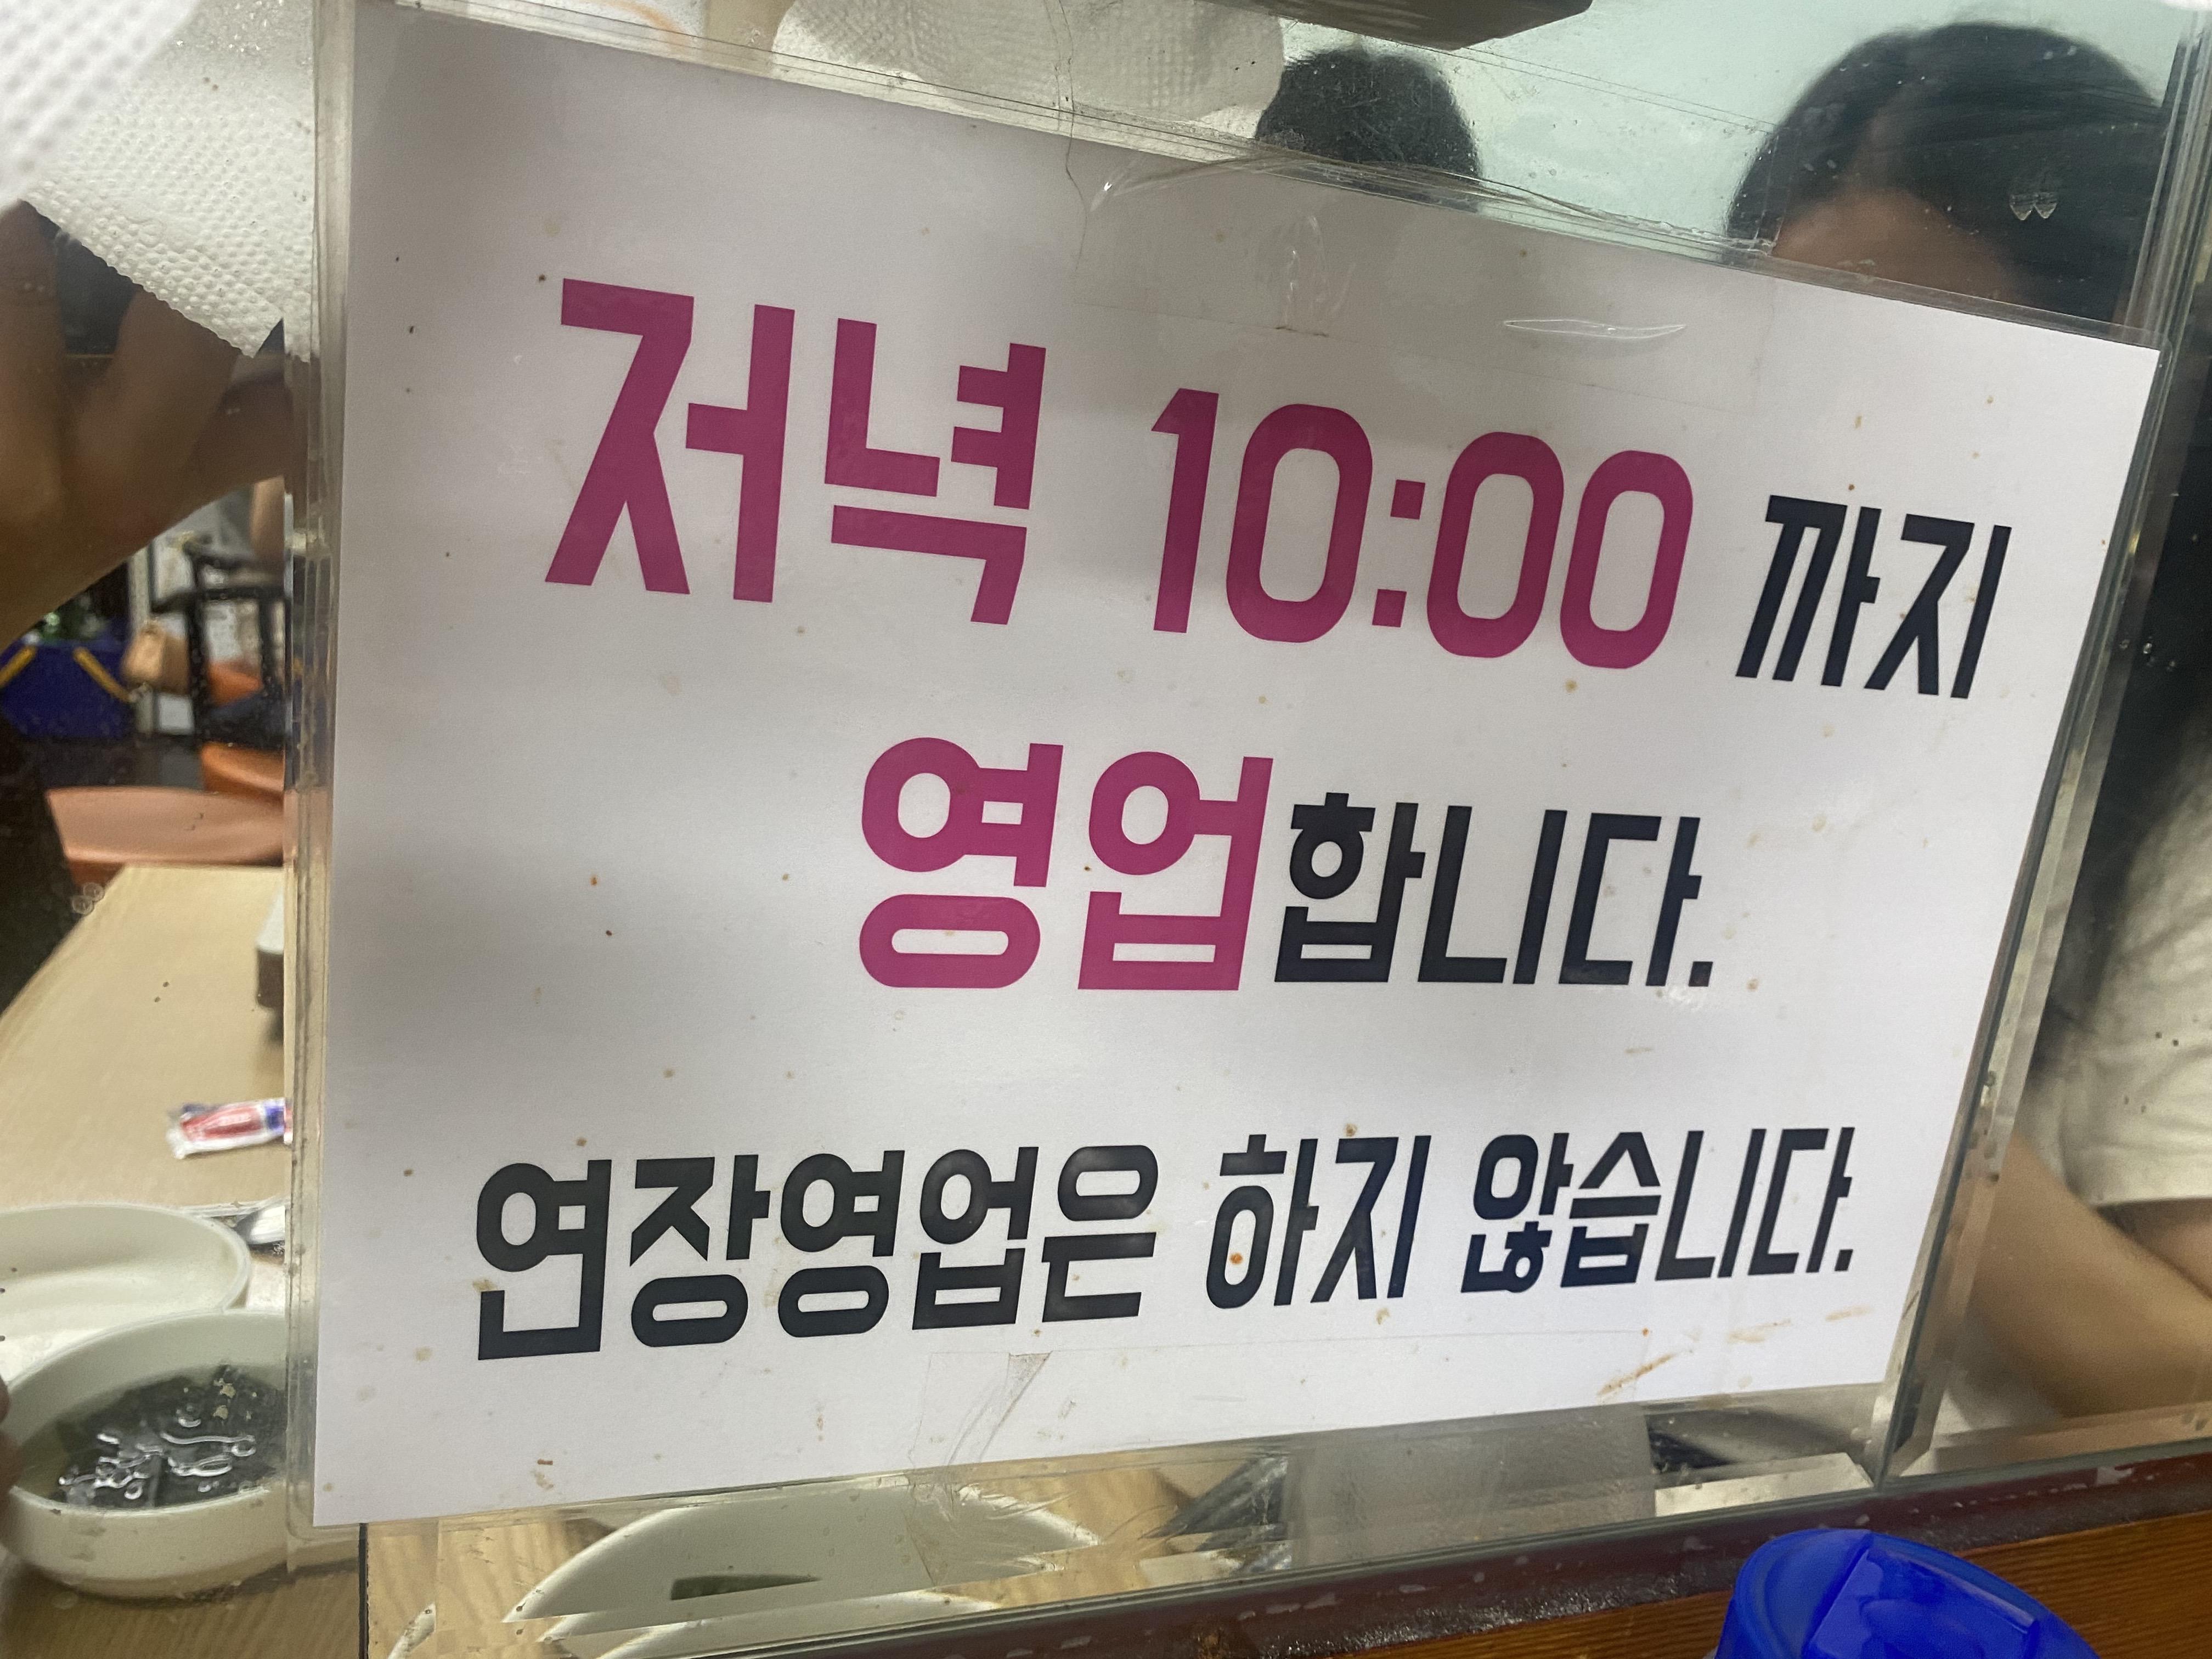 저녁 10:00 까지
영업합니다.
연장영업은 하지 않습니다.